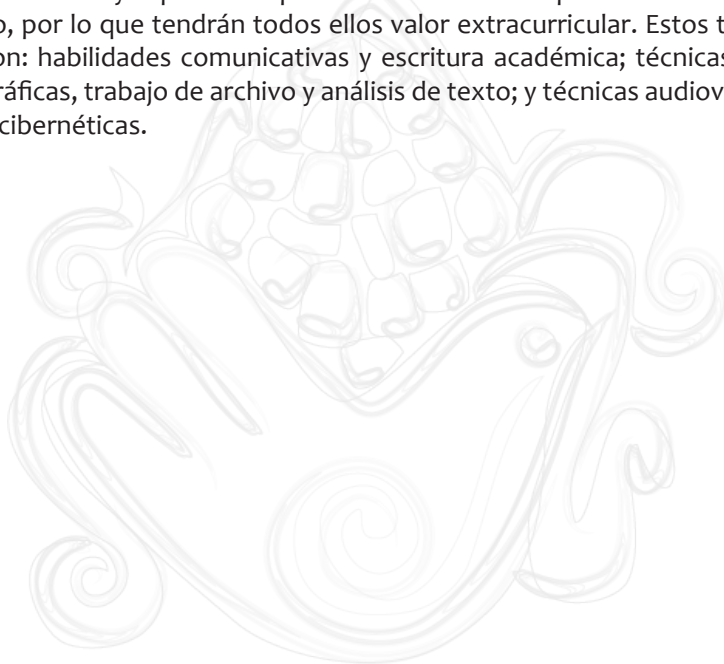 o, por lo que tendrán todos ellos valor extracurricular. Estos t
on: habilidades comunicativas y escritura académica; técnicas
ráficas, trabajo de archivo y análisis de texto; y técnicas audiov
cibernéticas.